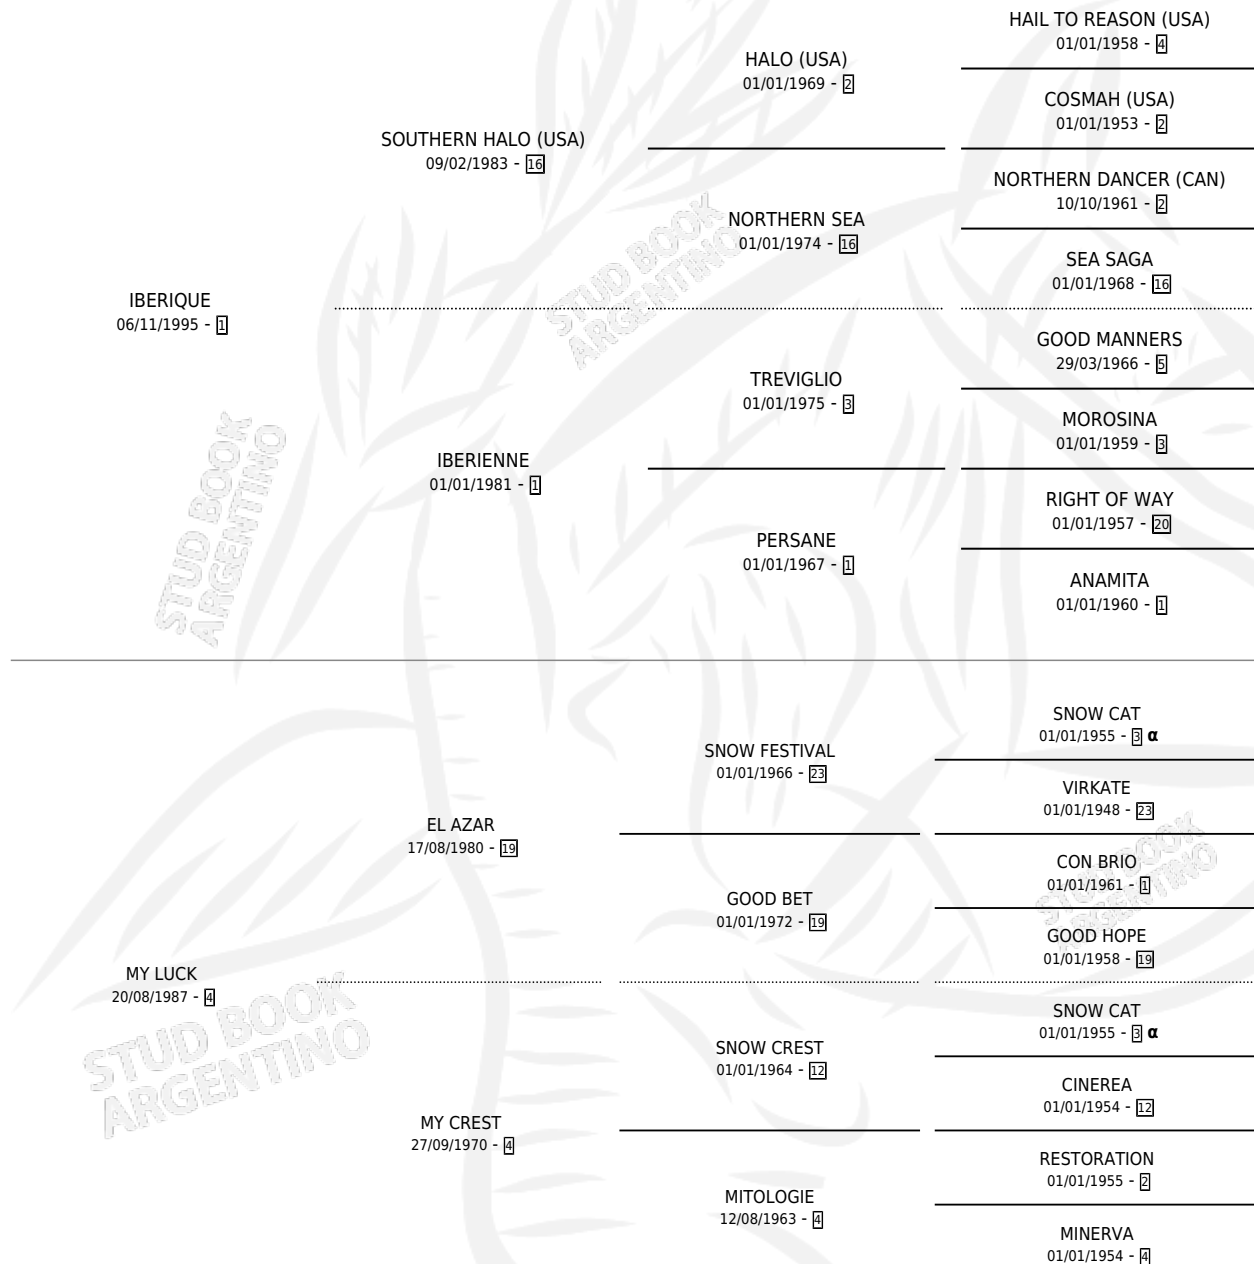 HAIL TO REASON (USA)
01/01/1958 - 4
HALO (USA)
01/01/1969 - 2
COSMAH (USA)
01/01/1953 - 2
SOUTHERN HALO (USA)
09/02/1983 - 16
NORTHERN DANCER (CAN)
10/10/1961 - 2
NORTHERN SEA
01/01/1974 - 16
SEA SAGA
01/01/1968 - 16
STUD BOOK
ARGENTINO
IBERIQUE
06/11/1995 - 1
GOOD MANNERS
29/03/1966 - 5
TREVIGLIO
01/01/1975 - 3
MOROSINA
01/01/1959 - 3
IBERIENNE
01/01/1981 - 1
RIGHT OF WAY
01/01/1957 - 20
PERSANE
01/01/1967 - 1
ANAMITA
01/01/1960 - 1
STUD BOOK
ARGENTINO
SNOW CAT
01/01/1955 - 3 α
SNOW FESTIVAL
01/01/1966 - 23
VIRKATE
01/01/1948 - 23
EL AZAR
17/08/1980 - 19
CON BRIO
01/01/1961 - 1
GOOD BET
01/01/1972 - 19
GOOD HOPE
01/01/1958 - 19
STUD BOOK
ARGENTINO
MY LUCK
20/08/1987 - 4
SNOW CAT
01/01/1955 - 3 α
SNOW CREST
01/01/1964 - 12
CINEREA
01/01/1954 - 12
STUD BOOK
ARGENTINO
MY CREST
27/09/1970 - 4
RESTORATION
01/01/1955 - 2
MITOLOGIE
12/08/1963 - 4
MINERVA
01/01/1954 - 4